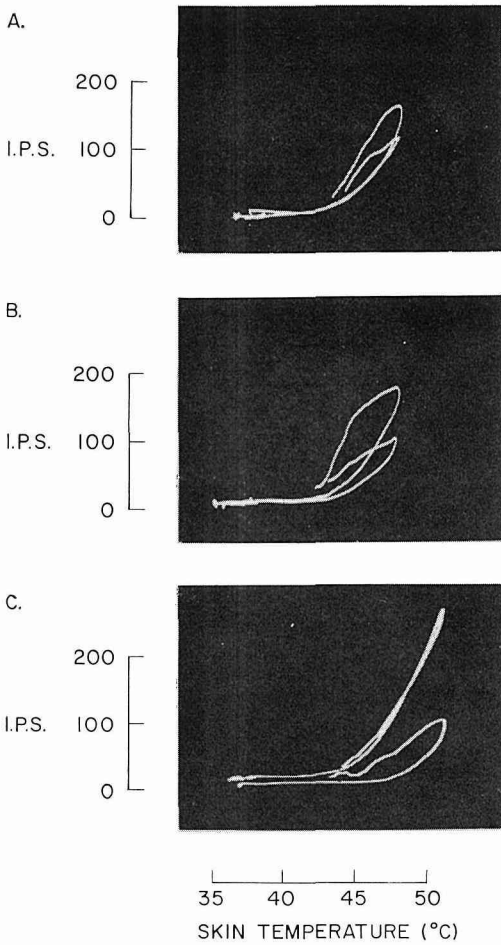 A.
200
I.P.S. 100
0
B.
200
I.P.S. 100
0
C.
200
I.P.S. 100
0
35 40 45 50
SKIN TEMPERATURE (°C)